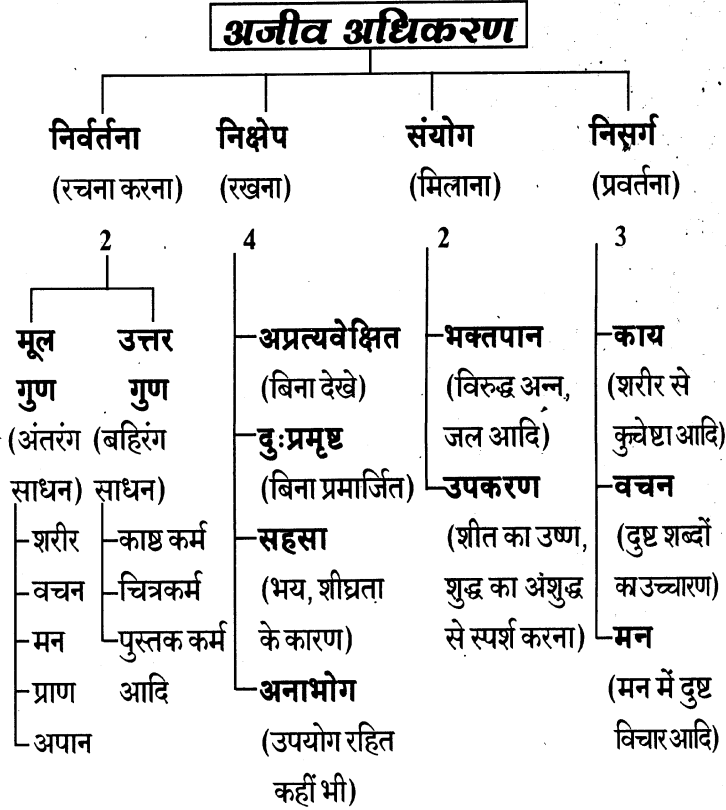 अजीव अधिकरण
निर्वर्तना
(रचना करना)
2
मूल
गुण
(अंतरंग
साधन)
शरीर
वचन
मन
प्राण
अपान
उत्तर
गुण
(बहिरंग
साधन)
काष्ठ कर्म
चित्रकर्म
पुस्तक कर्म
आदि
निक्षेप
(रखना)
4
अप्रत्यवेक्षित
(बिना देखे)
दुःप्रमृष्ट
(बिना प्रमार्जित)
सहसा
(भय, शीघ्रता
के कारण)
अनाभोग
(उपयोग रहित
कहीं भी)
संयोग
(मिलाना)
2
भक्तपान
(विरुद्ध अन्न,
जल आदि)
उपकरण
(शीत का उष्ण,
शुद्ध का अंशुद्ध
से स्पर्श करना)
निसर्ग
(प्रवर्तना)
3
काय
(शरीर से
कुचेष्टा आदि)
वचन
(दुष्ट शब्दों
का उच्चारण)
मन
(मन में दुष्ट
विचार आदि)